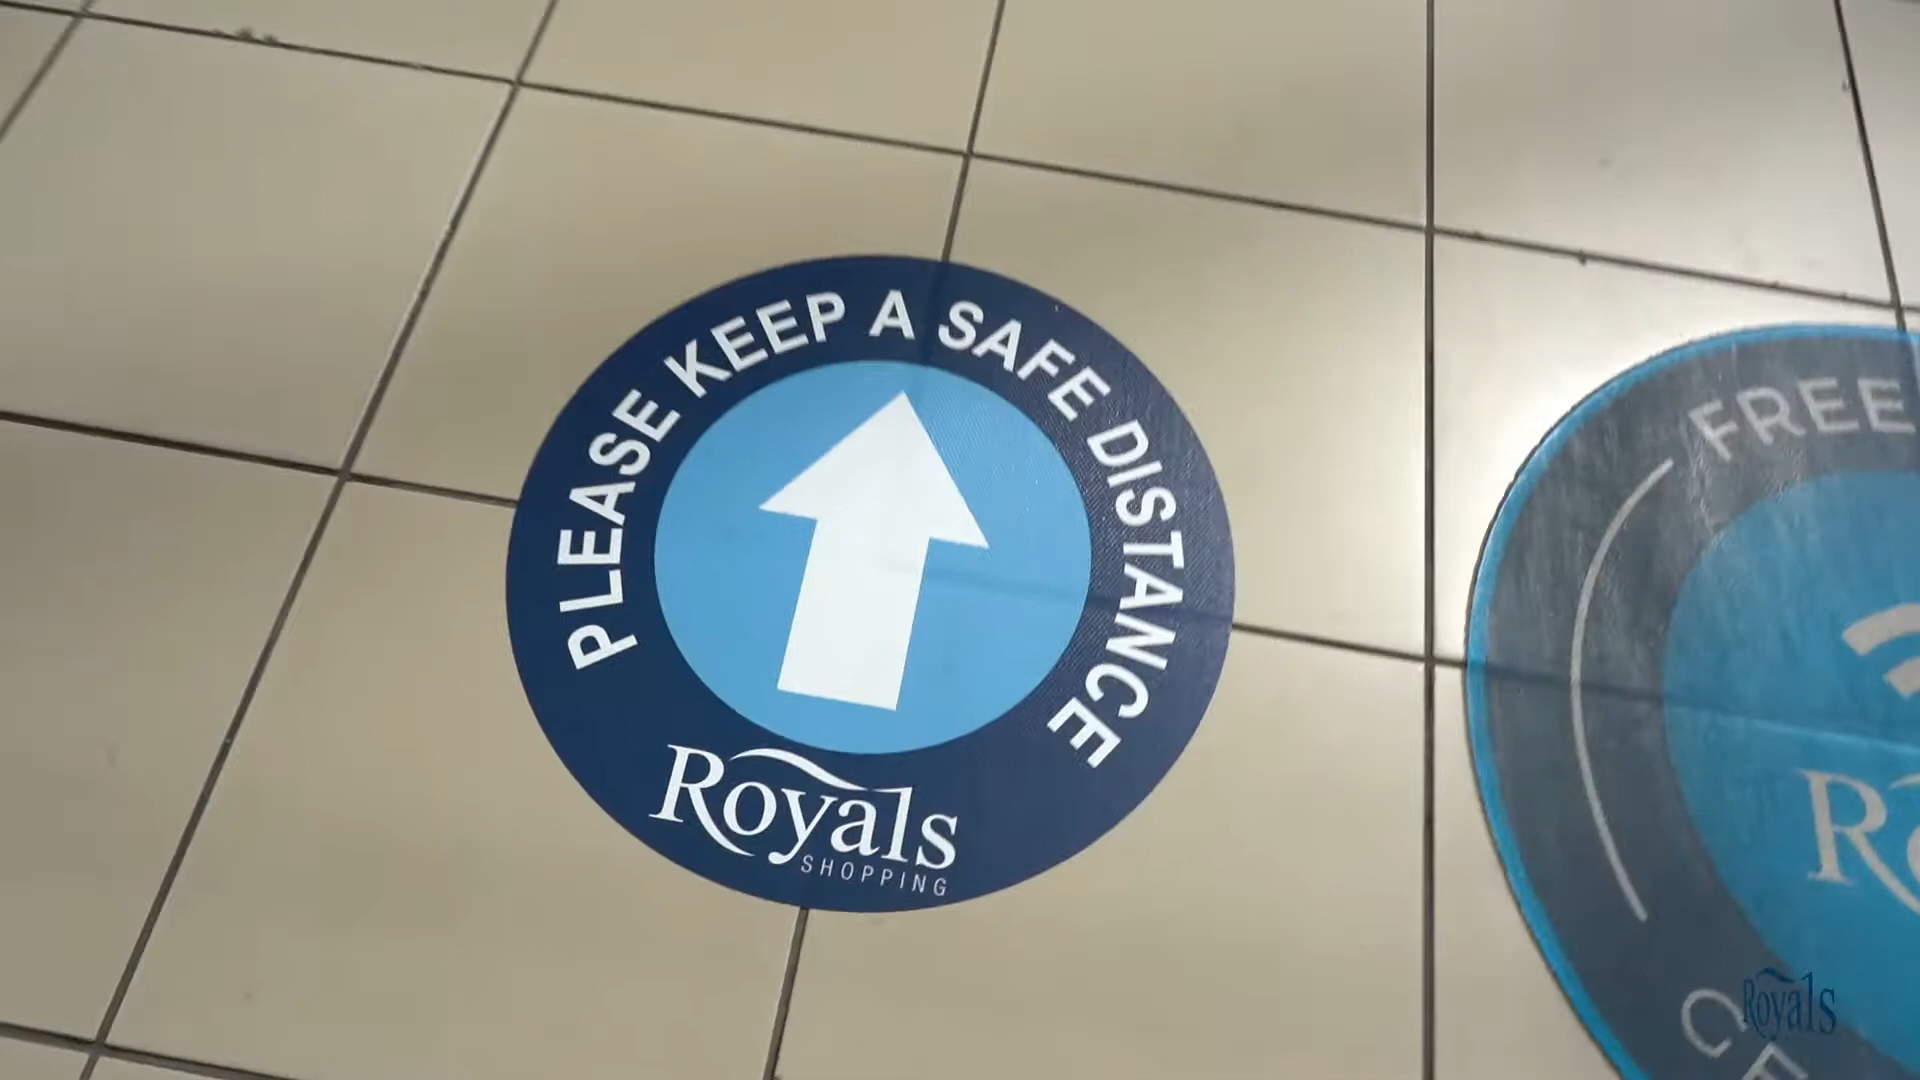 PLEASE KEEP A SAFE DISTANCE
Royals
SHOPPING
FREE
Royals